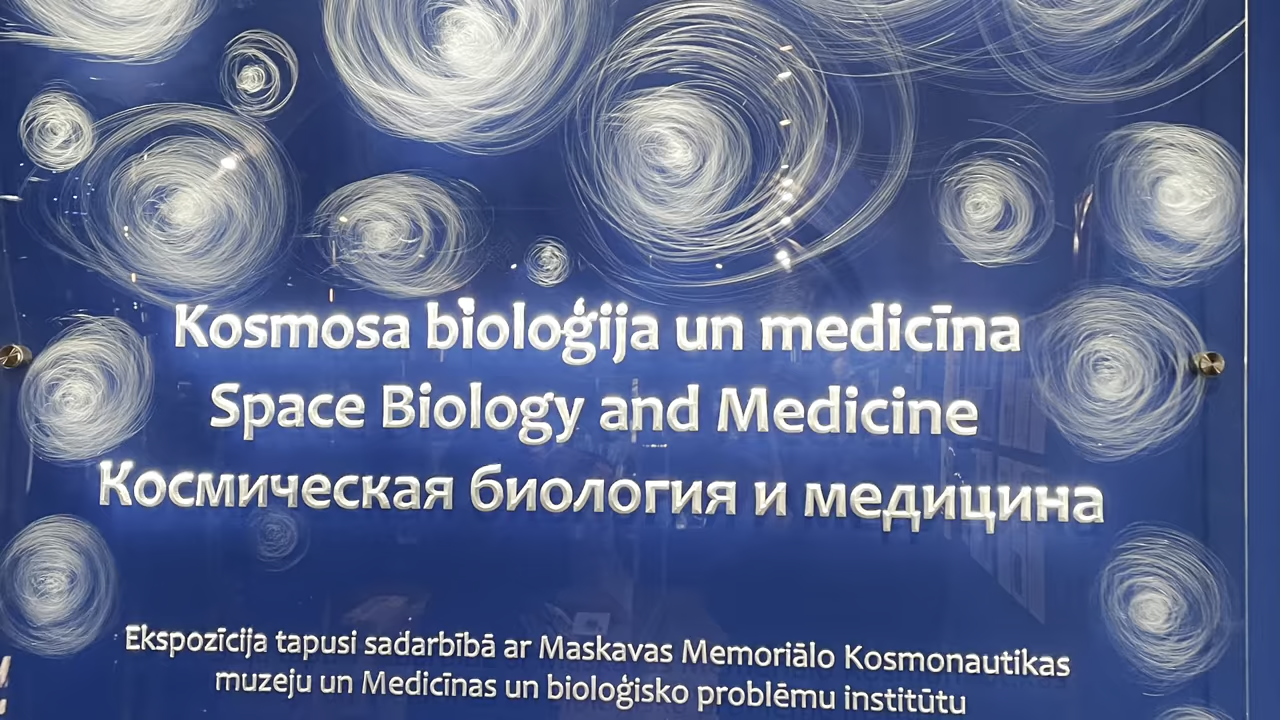 Kosmosa bioloģija un medicīna
Space Biology and Medicine
Космическая биология и медицина
Ekspozīcija tapusi sadarbībā ar Maskavas Memoriālo Kosmonautikas
muzeju un Medicīnas un bioloģisko problēmu institūtu